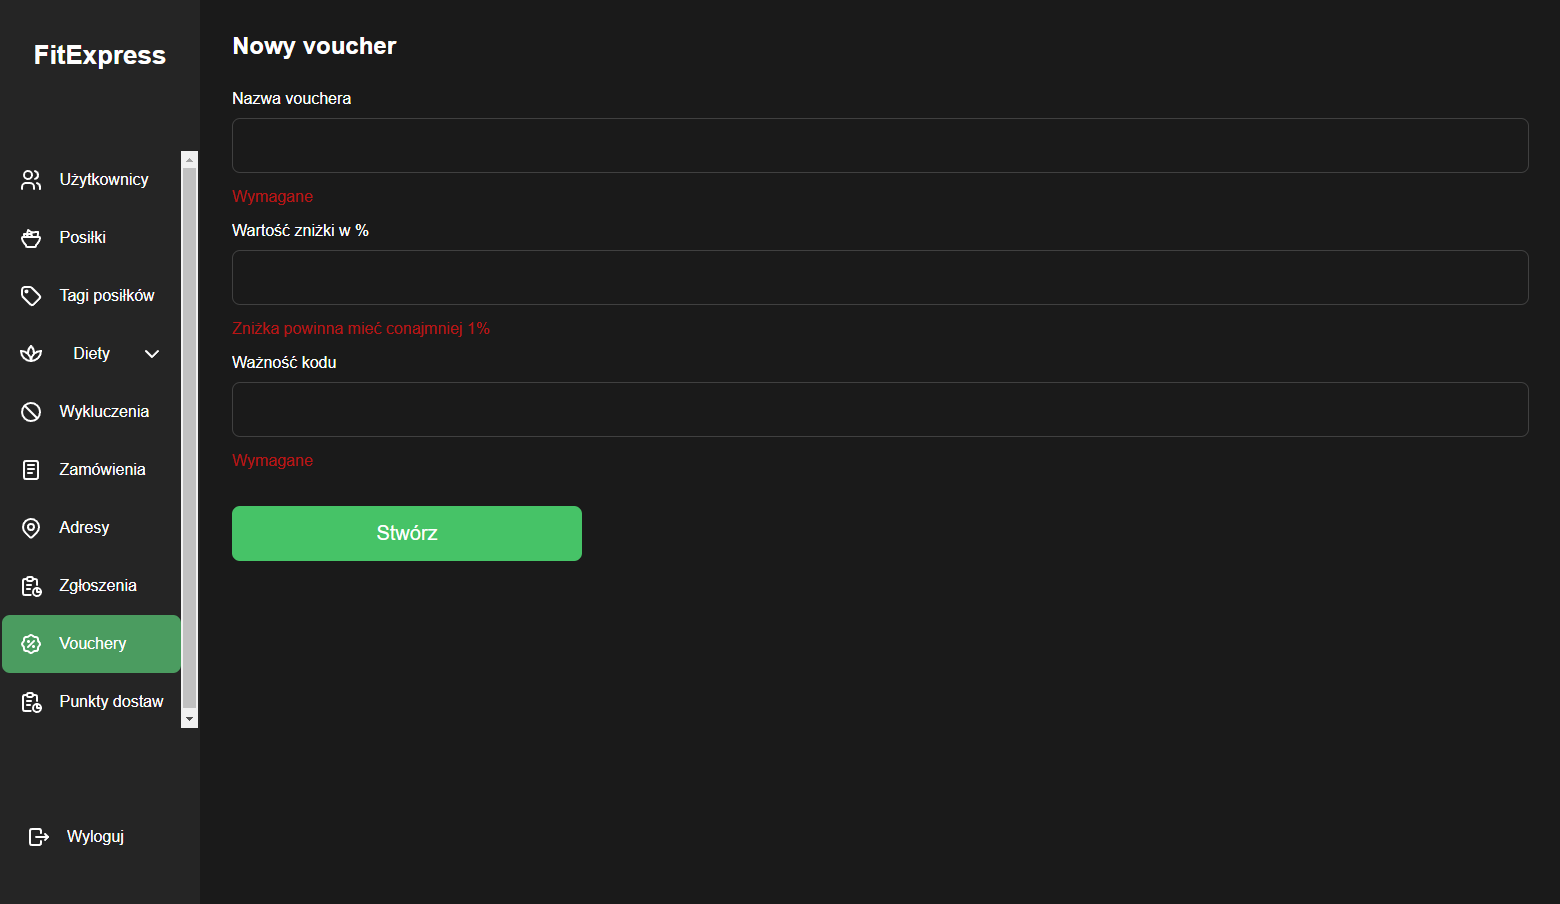 FitExpress
Użytkownicy
Posiłki
Tagi posiłków
Diety
Wykluczenia
Zamówienia
Adresy
Zgłoszenia
Vouchery
Punkty dostaw
Wyloguj
Nowy voucher
Nazwa vouchera
Wymagane
Wartość zniżki w %
Zniżka powinna mieć conajmniej 1%
Ważność kodu
Wymagane
Stwórz